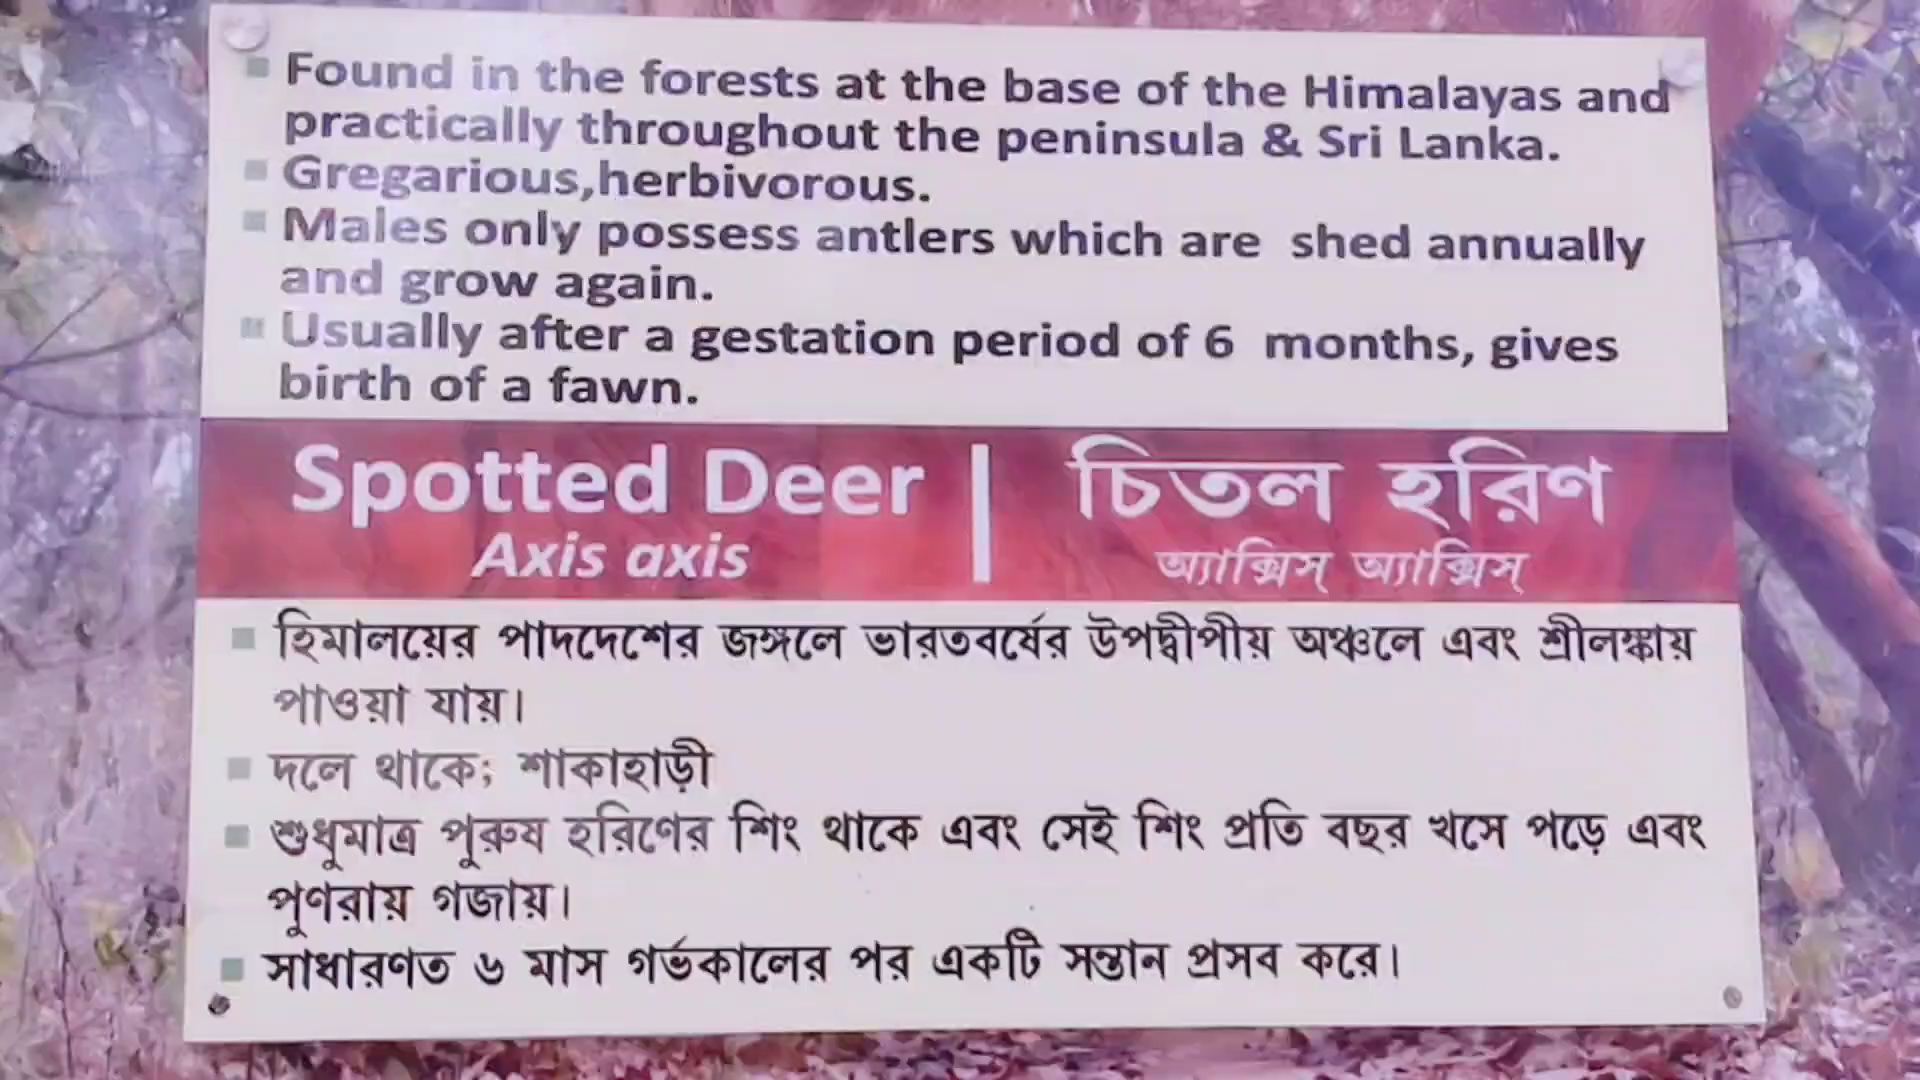 Found in the forests at the base of the Himalayas and
practically throughout the peninsula & Sri Lanka.
Gregarious,herbivorous.
Males only possess antlers which are shed annually
and grow again.
Usually after a gestation period of 6 months, gives
birth of a fawn.
Spotted Deer | চিতল হরিণ
Axis axis অ্যাক্সিস্ অ্যাক্সিস্
হিমালয়ের পাদদেশের জঙ্গলে ভারতবর্ষের উপদ্বীপীয় অঞ্চলে এবং শ্রীলঙ্কায়
পাওয়া যায়।
দলে থাকে; শাকাহাড়ী
শুধুমাত্র পুরুষ হরিণের শিং থাকে এবং সেই শিং প্রতি বছর খসে পড়ে এবং
পুণরায় গজায়।
সাধারণত ৬ মাস গর্ভকালের পর একটি সন্তান প্রসব করে।